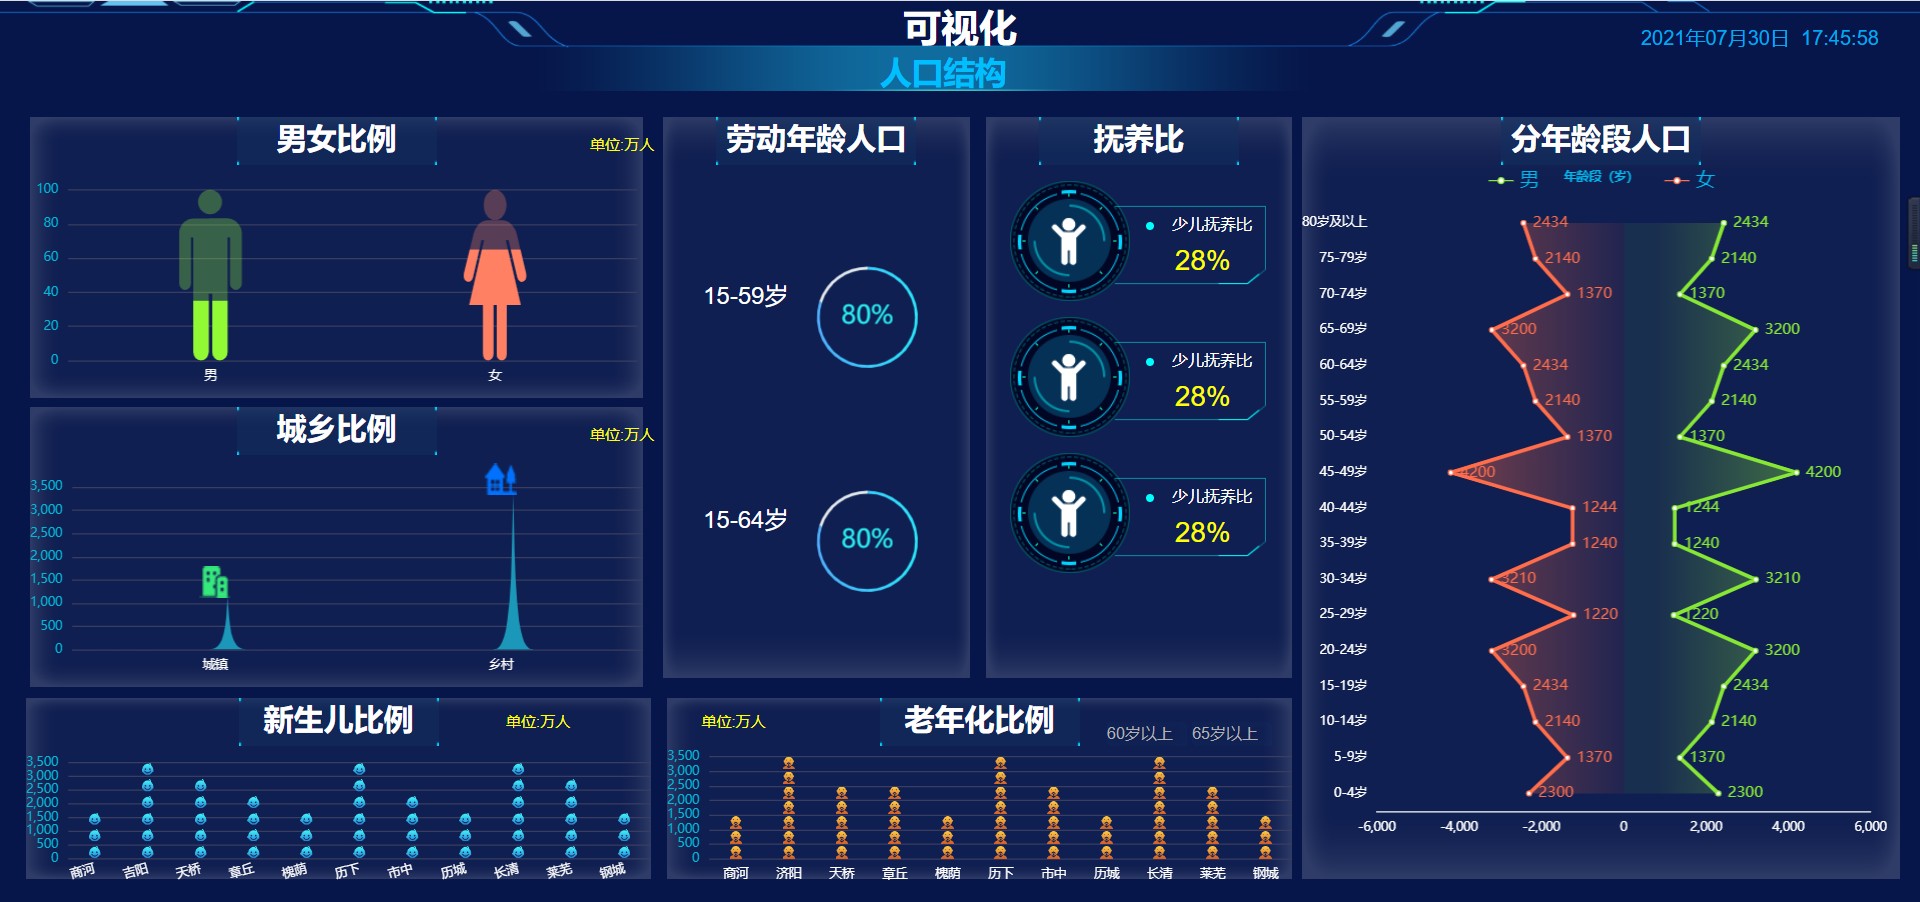 可视化
2021年07月30日 17:45:58
人口结构
男女比例
单位:万人
100
80
60
40
20
0
男
女
城乡比例
单位:万人
3,500
3,000
2,500
2,000
1,500
1,000
500
0
城镇
乡村
劳动年龄人口
15-59岁
80%
15-64岁
80%
抚养比
少儿抚养比
28%
少儿抚养比
28%
少儿抚养比
28%
分年龄段人口
男
年龄段（岁）
女
80岁及以上 2434 2434
75-79岁 2140 2140
70-74岁 1370 1370
65-69岁 3200 3200
60-64岁 2434 2434
55-59岁 2140 2140
50-54岁 1370 1370
45-49岁 4200 4200
40-44岁 1244 1244
35-39岁 1240 1240
30-34岁 3210 3210
25-29岁 1220 1220
20-24岁 3200 3200
15-19岁 2434 2434
10-14岁 2140 2140
5-9岁 1370 1370
0-4岁 2300 2300
-6,000 -4,000 -2,000 0 2,000 4,000 6,000
新生儿比例
单位:万人
3,500
3,000
2,500
2,000
1,500
1,000
500
0
商河 吉阳 天桥 章丘 槐荫 历下 市中 历城 长清 莱芜 钢城
单位:万人
老年化比例
60岁以上 65岁以上
3,500
3,000
2,500
2,000
1,500
1,000
500
0
商河 济阳 天桥 章丘 槐荫 历下 市中 历城 长清 莱芜 钢城